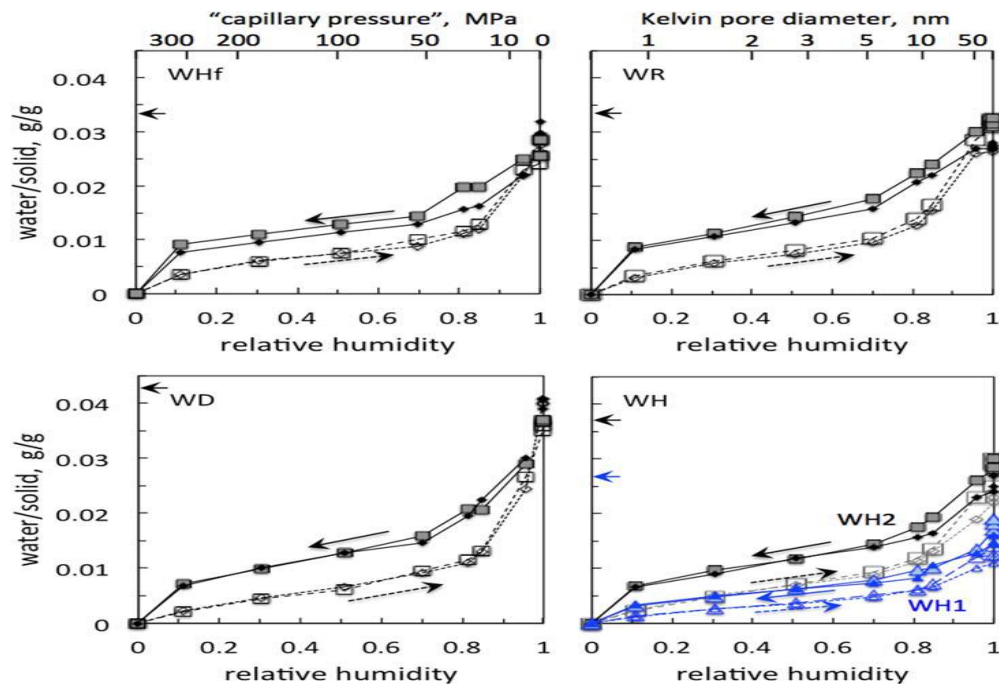 “capillary pressure”, MPa
300 200 100 50 10 0
Kelvin pore diameter, nm
1 2 3 5 10 50
WHf
WR
water/solid, g/g
0.04
0.03
0.02
0.01
0
0 0.2 0.4 0.6 0.8 1
0 0.2 0.4 0.6 0.8 1
relative humidity
relative humidity
WD
WH
water/solid, g/g
0.04
0.03
0.02
0.01
0
WH2
WH1
0 0.2 0.4 0.6 0.8 1
0 0.2 0.4 0.6 0.8 1
relative humidity
relative humidity